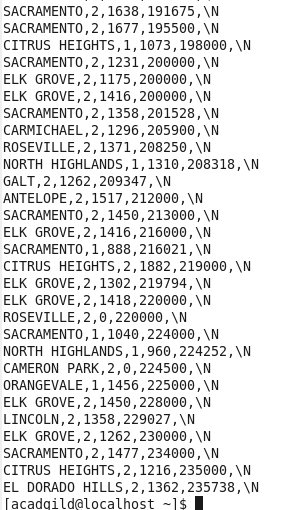 SACRAMENTO,2,1638,191675,\N
SACRAMENTO,2,1677,195500,\N
CITRUS HEIGHTS,1,1073,198000,\N
SACRAMENTO,2,1231,200000,\N
ELK GROVE,2,1175,200000,\N
ELK GROVE,2,1416,200000,\N
SACRAMENTO,2,1358,201528,\N
CARMICHAEL,2,1296,205900,\N
ROSEVILLE,2,1371,208250,\N
NORTH HIGHLANDS,1,1310,208318,\N
GALT,2,1262,209347,\N
ANTELOPE,2,1517,212000,\N
SACRAMENTO,2,1450,213000,\N
ELK GROVE,2,1416,216000,\N
SACRAMENTO,1,888,216021,\N
CITRUS HEIGHTS,2,1882,219000,\N
ELK GROVE,2,1302,219794,\N
ELK GROVE,2,1418,220000,\N
ROSEVILLE,2,0,220000,\N
SACRAMENTO,1,1040,224000,\N
NORTH HIGHLANDS,1,960,224252,\N
CAMERON PARK,2,0,224500,\N
ORANGEVALE,1,1456,225000,\N
ELK GROVE,2,1450,228000,\N
LINCOLN,2,1358,229027,\N
ELK GROVE,2,1262,230000,\N
SACRAMENTO,2,1477,234000,\N
CITRUS HEIGHTS,2,1216,235000,\N
EL DORADO HILLS,2,1362,235738,\N
[acadgild@localhost ~]$